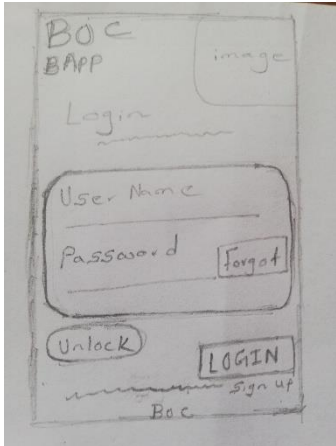 BOC
BAPP
image
Login
User Name
Password
Forgot
Unlock
LOGIN
Sign up
Boc